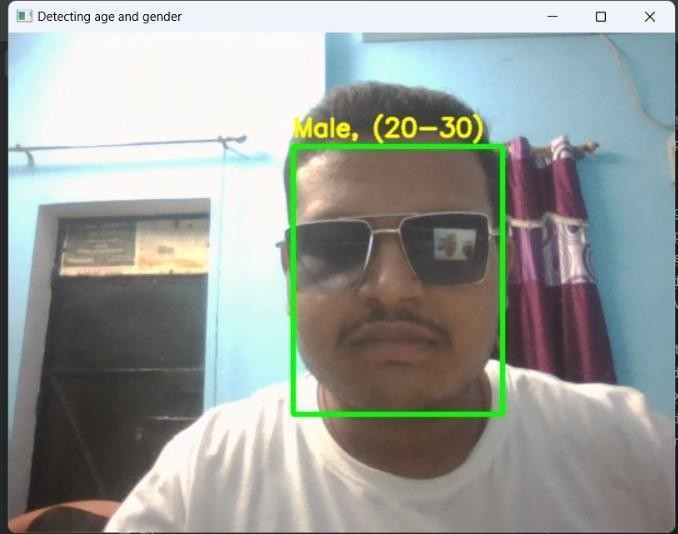 Detecting age and gender
Male, (20-30)